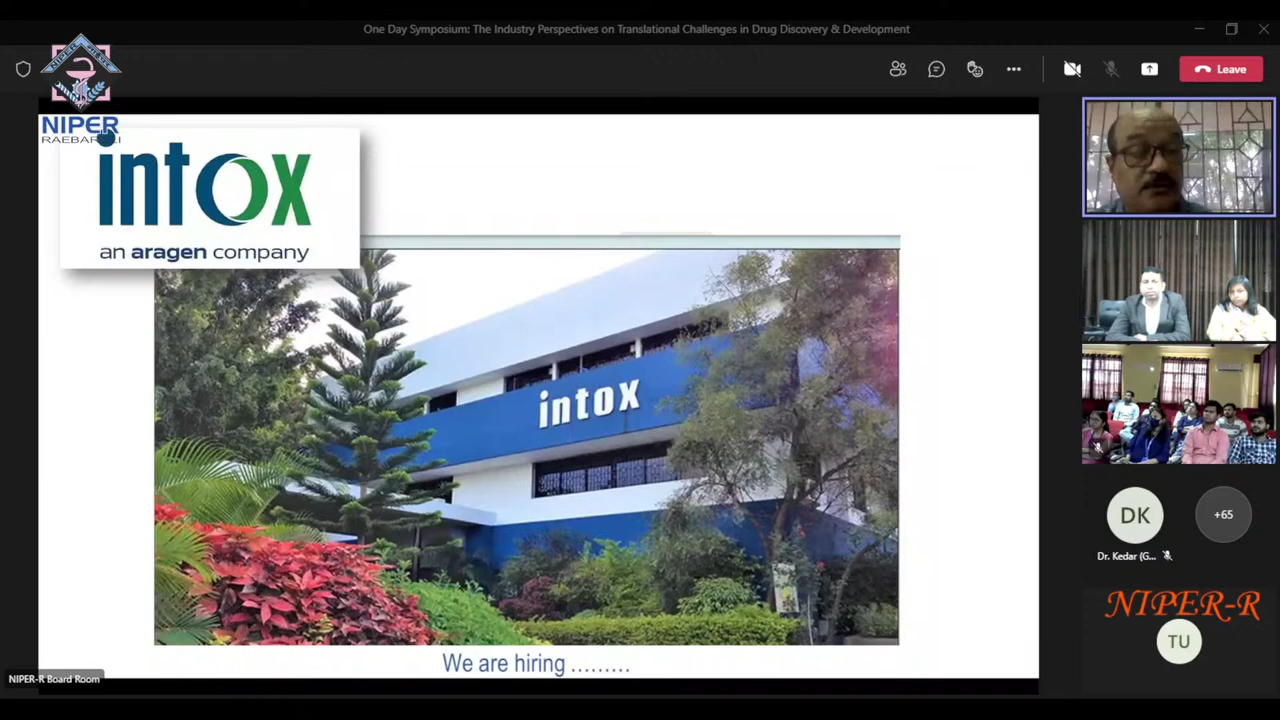 One Day Symposium: The Industry Perspectives on Translational Challenges in Drug Discovery & Development
Leave
NIPER
RAEBARELI
intox
an aragen company
intox
We are hiring .........
NIPER-R Board Room
DK
+65
Dr. Kedar (G...
NIPER-R
TU